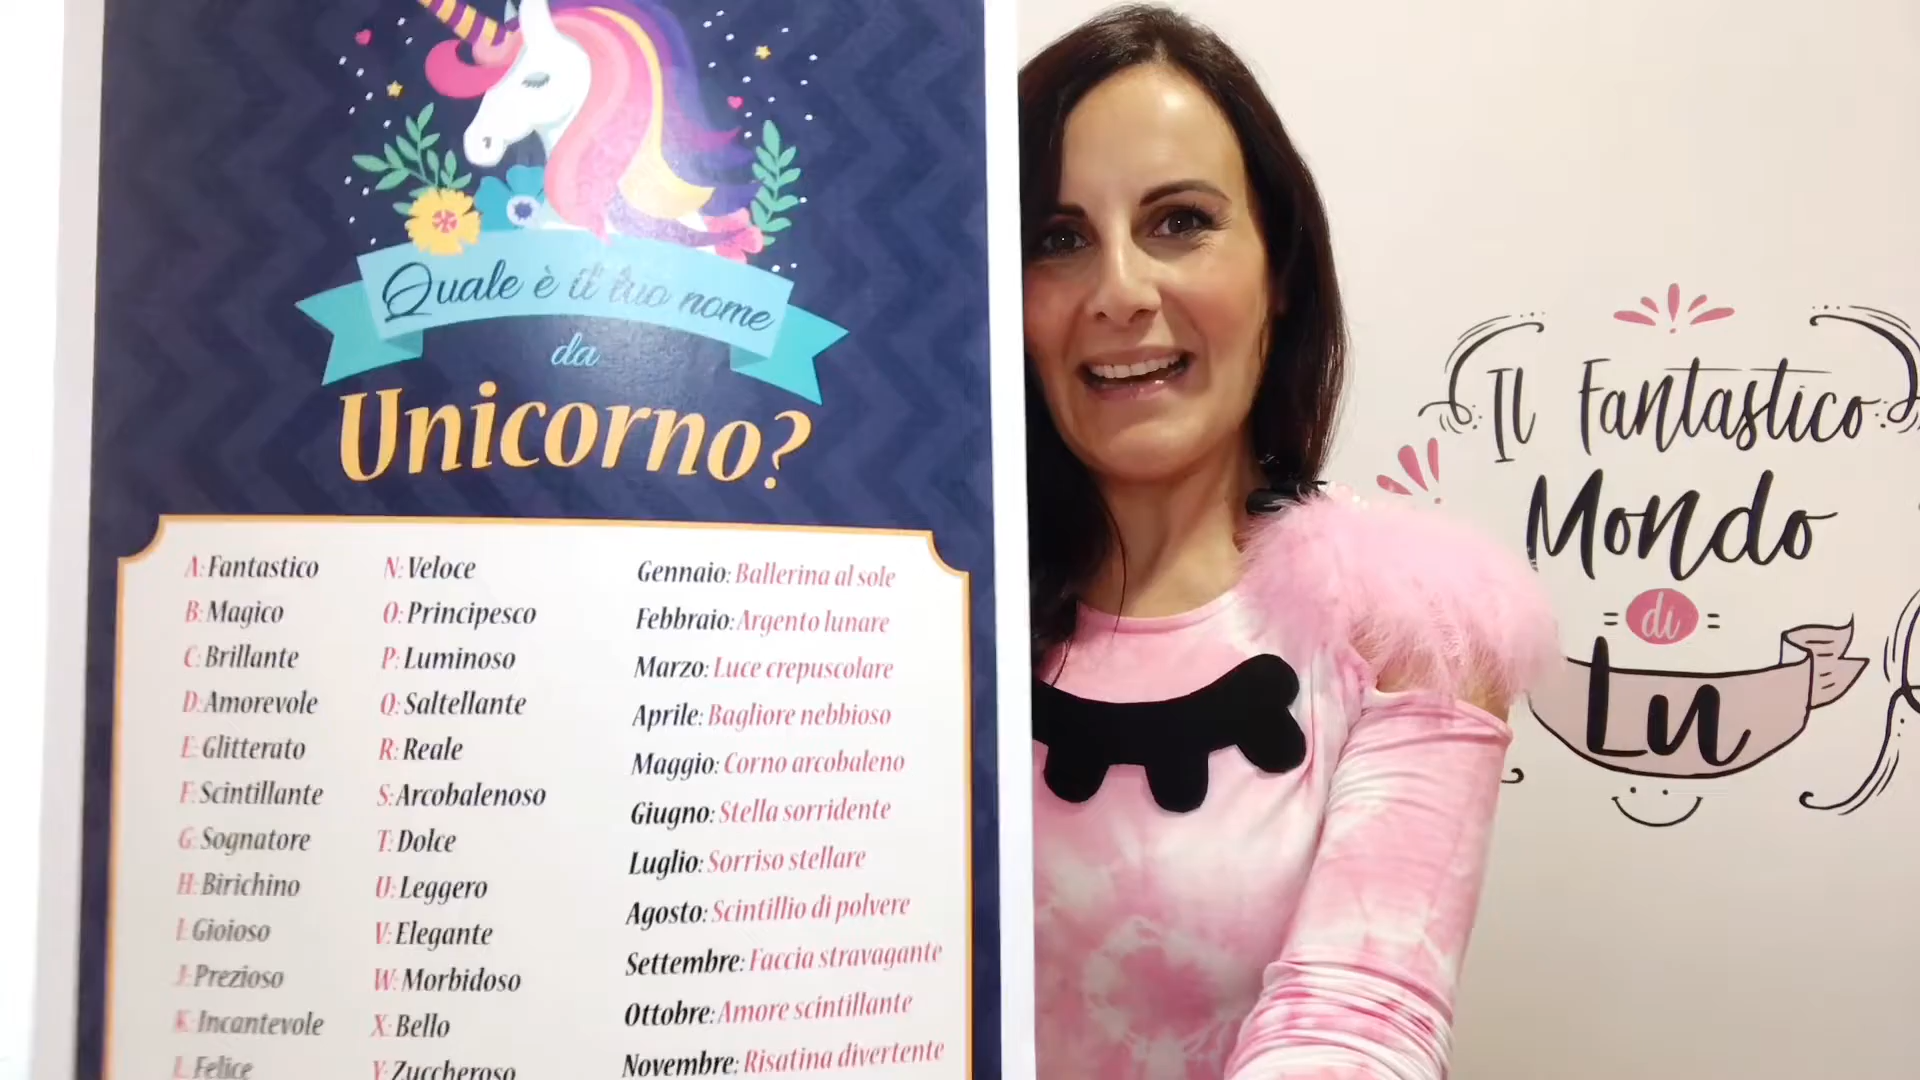 Quale è il tuo nome
da
Unicorno?
A: Fantastico
B: Magico
C: Brillante
D: Amorevole
E: Glitterato
F: Scintillante
G: Sognatore
H: Birichino
I: Gioioso
J: Prezioso
K: Incantevole
L: Felice
N: Veloce
O: Principesco
P: Luminoso
Q: Saltellante
R: Reale
S: Arcobalenoso
T: Dolce
U: Leggero
V: Elegante
W: Morbidoso
X: Bello
Y: Zuccheroso
Gennaio: Ballerina al sole
Febbraio: Argento lunare
Marzo: Luce crepuscolare
Aprile: Bagliore nebbioso
Maggio: Corno arcobaleno
Giugno: Stella sorridente
Luglio: Sorriso stellare
Agosto: Scintillio di polvere
Settembre: Faccia stravagante
Ottobre: Amore scintillante
Novembre: Risatina divertente
Il Fantastico
Mondo
di
Lu